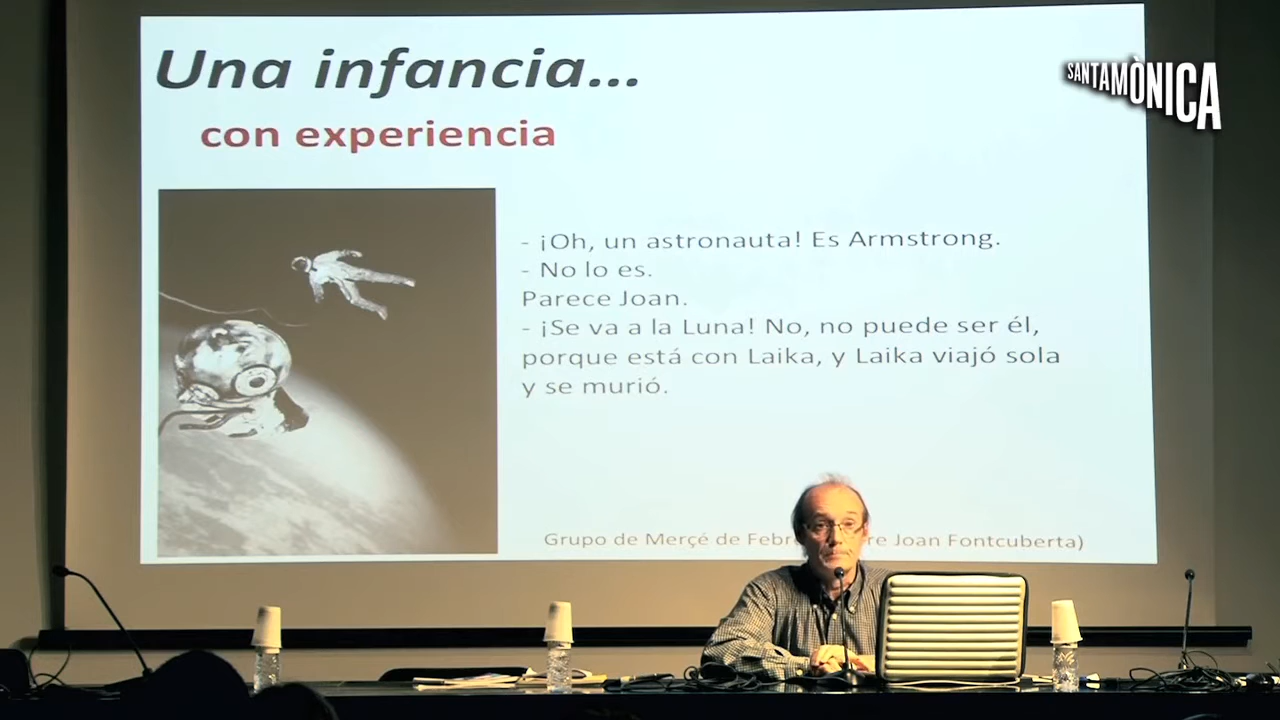 Una infancia...
SANTAMÒNICA
con experiencia
- ¡Oh, un astronauta! Es Armstrong.
- No lo es.
Parece Joan.
- ¡Se va a la Luna! No, no puede ser él,
porque está con Laika, y Laika viajó sola
y se murió.
Grupo de Merçé de Febr re Joan Fontcuberta)